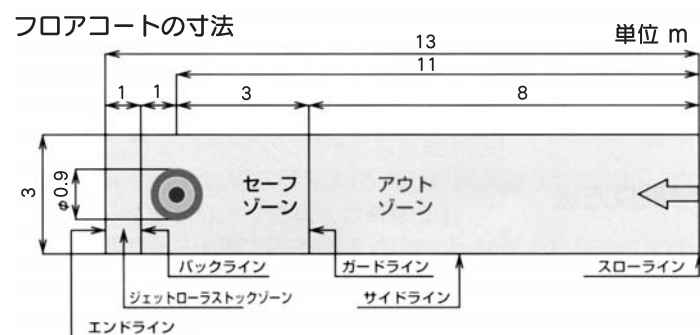 フロアコートの寸法
単位 m
13
11
1
1
3
8
3
φ0.9
セーフ
ゾーン
アウト
ゾーン
バックライン
ガードライン
スローライン
ジェットローラストックゾーン
サイドライン
エンドライン